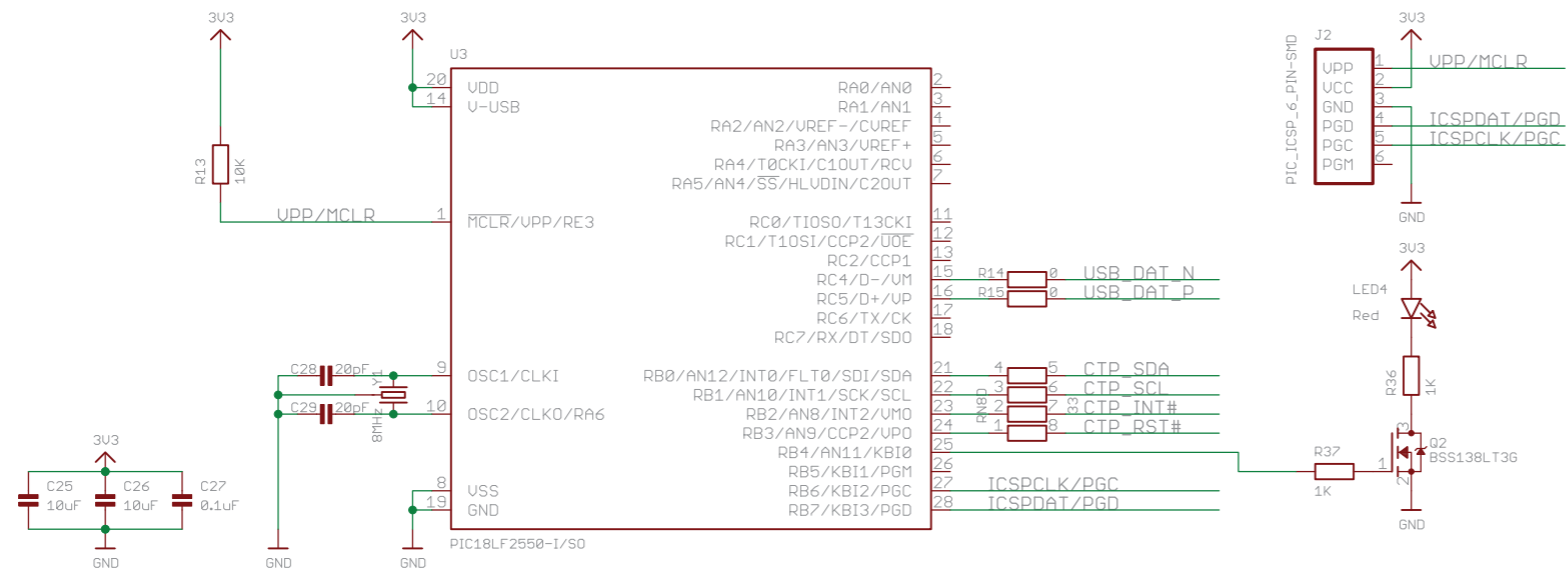 3V3
3V3
U3
20
VDD
14
V-USB
R13
10K
VPP/MCLR
1
MCLR/VPP/RE3
C28
20pF
9
OSC1/CLKI
Y1
C29
20pF
10
OSC2/CLKO/RA6
8MHz
3V3
C25
10uF
C26
10uF
C27
0.1uF
GND
GND
8
VSS
19
GND
GND
PIC18LF2550-I/SO
RA0/AN0
2
RA1/AN1
3
RA2/AN2/VREF-/CVREF
4
RA3/AN3/VREF+
5
RA4/T0CKI/C1OUT/RCV
6
RA5/AN4/SS/HLVDIN/C2OUT
7
RC0/TIOSO/T13CKI
11
RC1/T1OSI/CCP2/UOE
12
RC2/CCP1
13
RC4/D-/VM
15
R14
0
USB_DAT_N
RC5/D+/VP
16
R15
0
USB_DAT_P
RC6/TX/CK
17
RC7/RX/DT/SDO
18
RB0/AN12/INT0/FLT0/SDI/SDA
21
4
5
CTP_SDA
RB1/AN10/INT1/SCK/SCL
22
3
6
CTP_SCL
RB2/AN8/INT2/VMO
23
2
7
CTP_INT#
RB3/AN9/CCP2/VPO
24
1
8
CTP_RST#
33
RB4/AN11/KBI0
25
RB5/KBI1/PGM
26
RB6/KBI2/PGC
27
ICSPCLK/PGC
RB7/KBI3/PGD
28
ICSPDAT/PGD
3V3
J2
PIC_ICSP_6_PIN-SMD
VPP
1
VPP/MCLR
VCC
2
GND
3
PGD
4
ICSPDAT/PGD
PGC
5
ICSPCLK/PGC
PGM
6
GND
3V3
LED4
Red
R36
1K
R37
1K
3
1
2
Q2
BSS138LT3G
GND